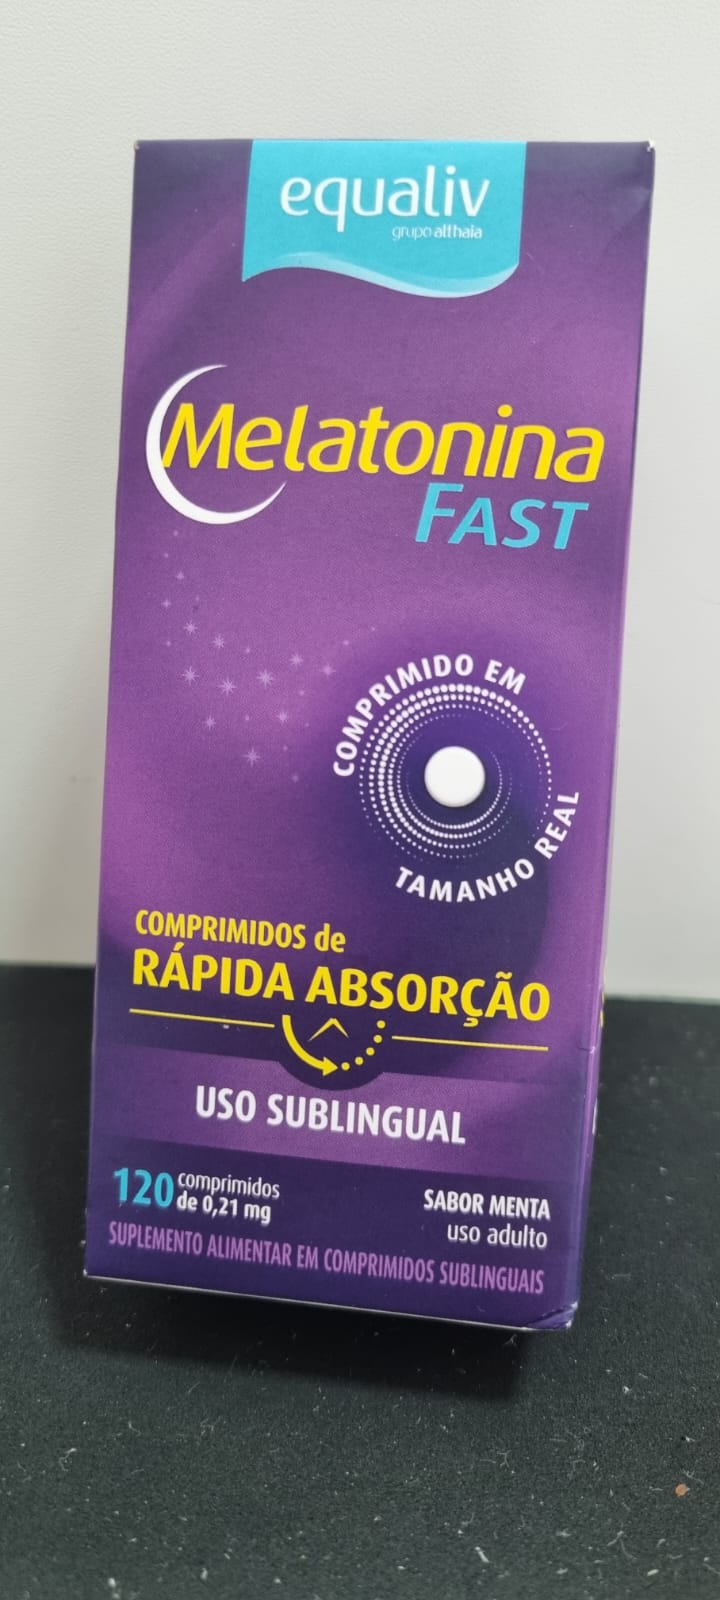 equaliv
grupo althaia
Melatonina
FAST
COMPRIMIDO EM
TAMANHO REAL
COMPRIMIDOS de
RÁPIDA ABSORÇÃO
USO SUBLINGUAL
120 comprimidos
de 0,21 mg
SABOR MENTA
uso adulto
SUPLEMENTO ALIMENTAR EM COMPRIMIDOS SUBLINGUAIS